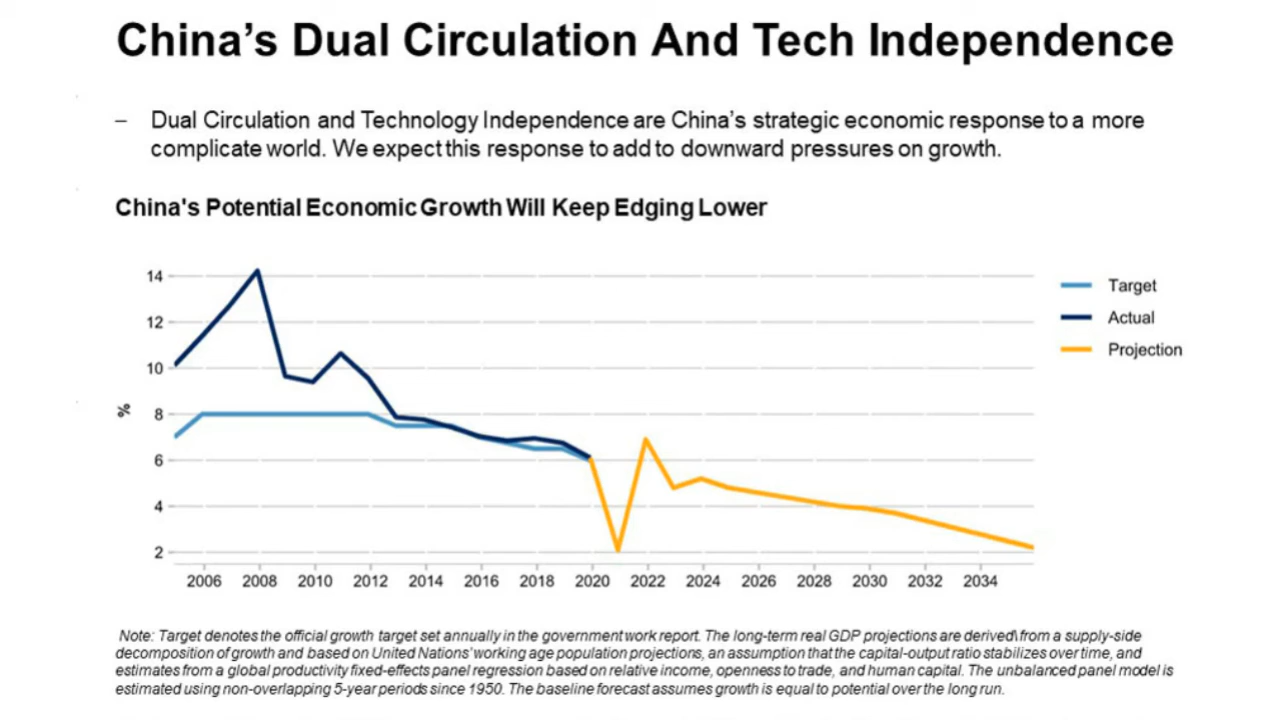 China's Dual Circulation And Tech Independence
– Dual Circulation and Technology Independence are China's strategic economic response to a more
complicate world. We expect this response to add to downward pressures on growth.
China's Potential Economic Growth Will Keep Edging Lower
14
12
10
8
6
4
2
%
2006 2008 2010 2012 2014 2016 2018 2020 2022 2024 2026 2028 2030 2032 2034
Target
Actual
Projection
Note: Target denotes the official growth target set annually in the government work report. The long-term real GDP projections are derived\from a supply-side
decomposition of growth and based on United Nations' working age population projections, an assumption that the capital-output ratio stabilizes over time, and
estimates from a global productivity fixed-effects panel regression based on relative income, openness to trade, and human capital. The unbalanced panel model is
estimated using non-overlapping 5-year periods since 1950. The baseline forecast assumes growth is equal to potential over the long run.